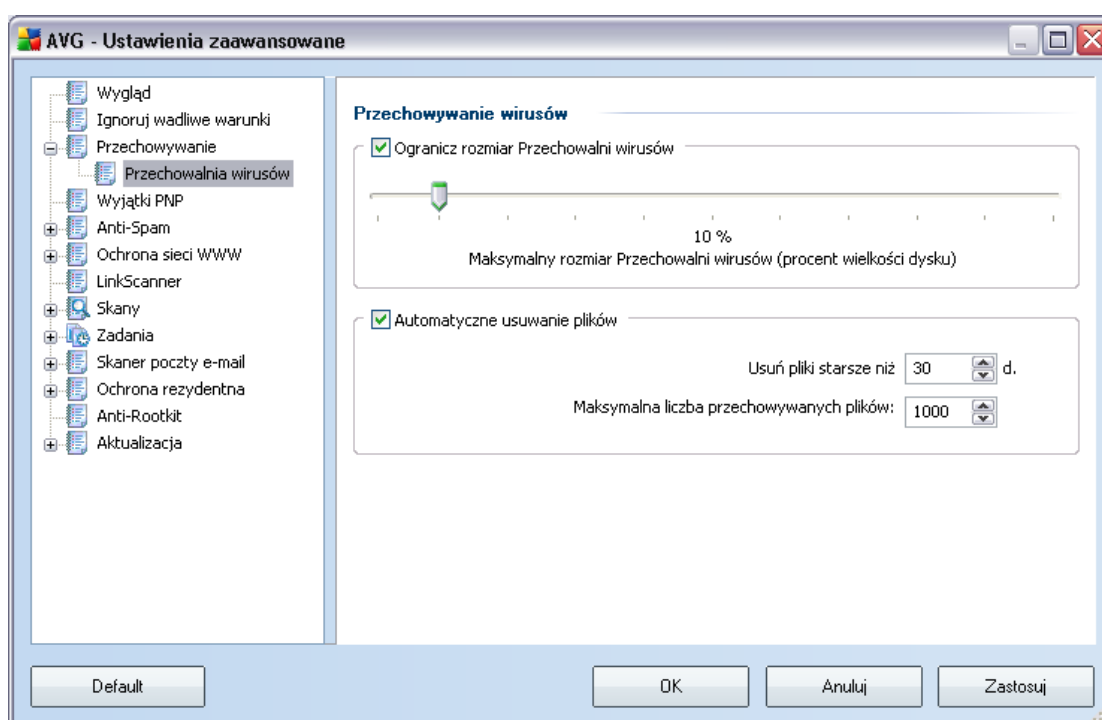 AVG - Ustawienia zaawansowane
Wygląd
Ignoruj wadliwe warunki
Przechowywanie
Przechowalnia wirusów
Wyjątki PNP
Anti-Spam
Ochrona sieci WWW
LinkScanner
Skany
Zadania
Skaner poczty e-mail
Ochrona rezydentna
Anti-Rootkit
Aktualizacja
Przechowywanie wirusów
Ogranicz rozmiar Przechowalni wirusów
10 %
Maksymalny rozmiar Przechowalni wirusów (procent wielkości dysku)
Automatyczne usuwanie plików
Usuń pliki starsze niż 30 d.
Maksymalna liczba przechowywanych plików: 1000
Default OK Anuluj Zastosuj